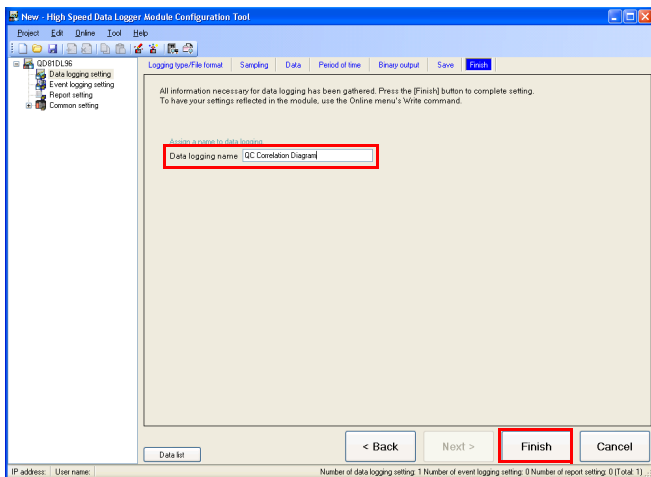 New - High Speed Data Logger Module Configuration Tool
Project Edit Online Tool Help
QD81DL96
Data logging setting
Event logging setting
Report setting
Common setting
Logging type/File format Sampling Data Period of time Binary output Save Finish
All information necessary for data logging has been gathered. Press the [Finish] button to complete setting.
To have your settings reflected in the module, use the Online menu's Write command.
Assign a name to data logging
Data logging name QC Correlation Diagram
Data list
< Back Next > Finish Cancel
IP address: User name: Number of data logging setting: 1 Number of event logging setting: 0 Number of report setting: 0 (Total: 1)